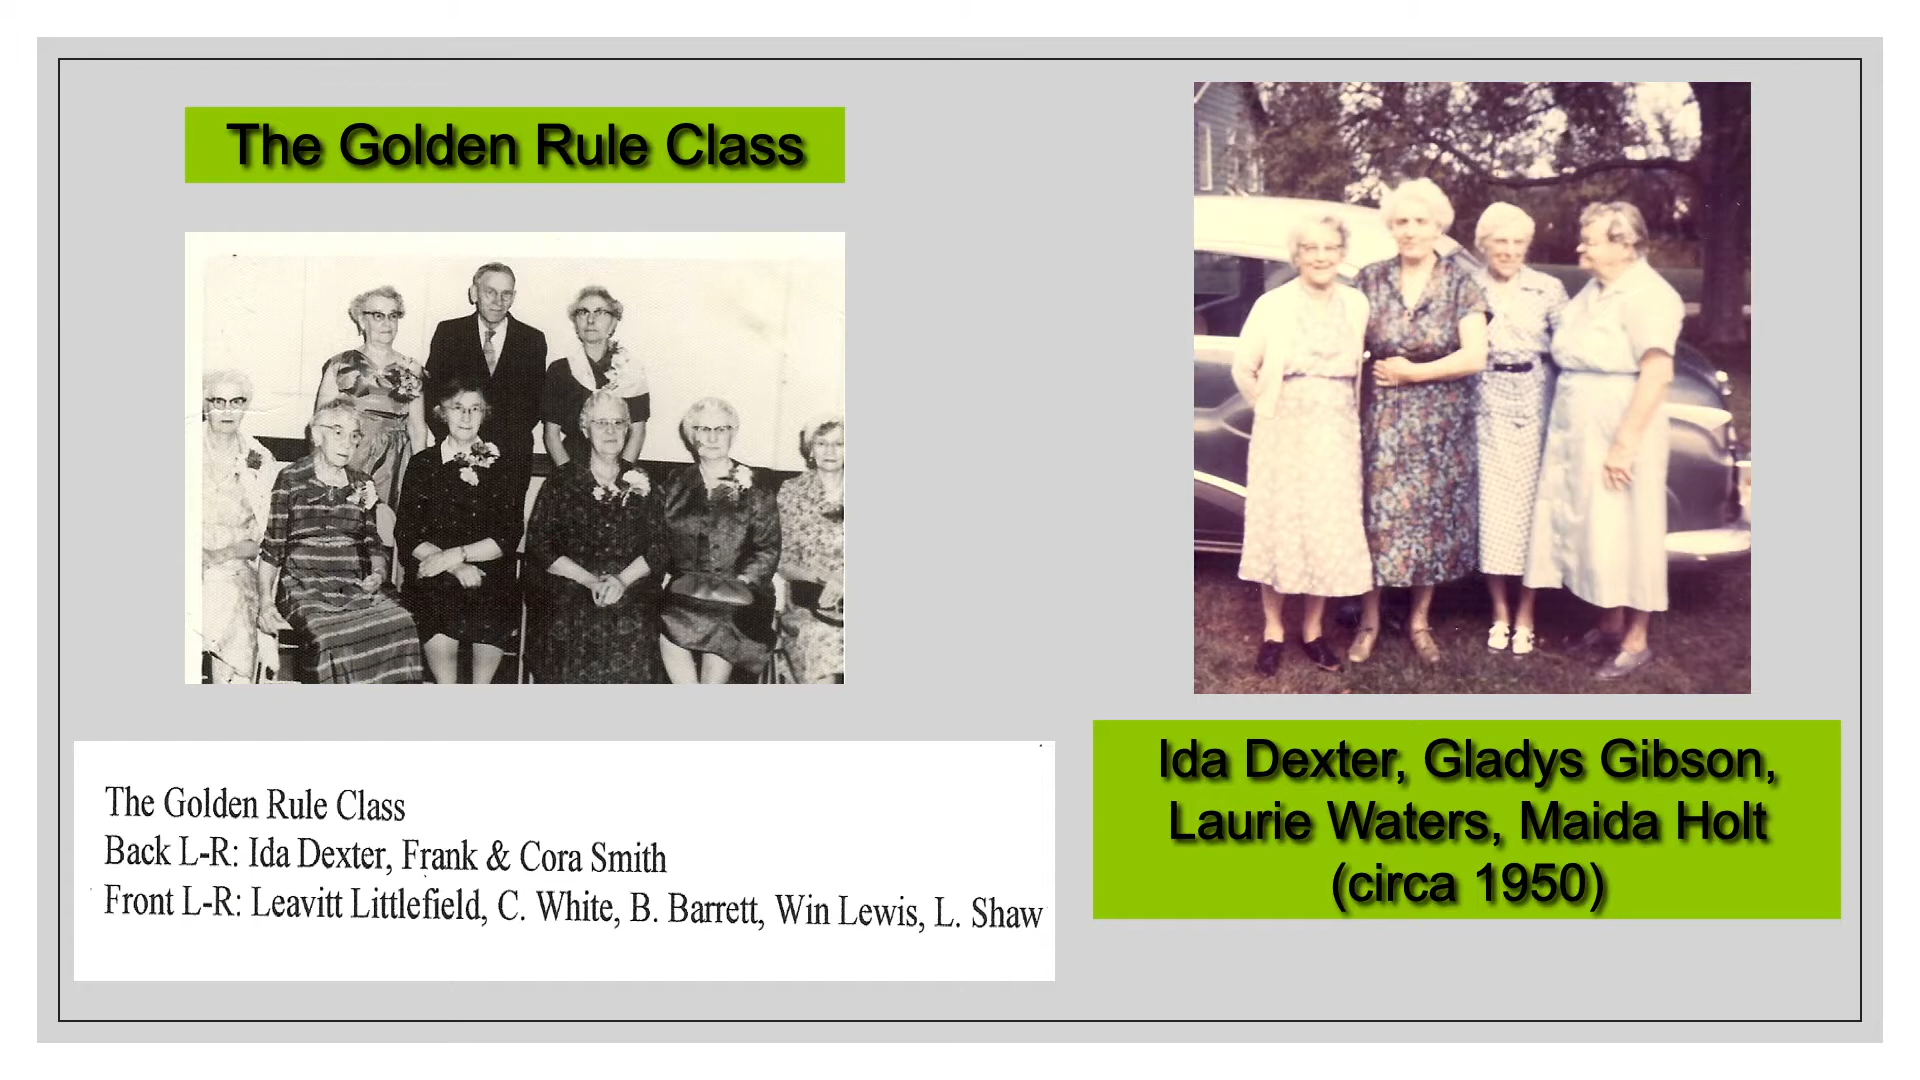 The Golden Rule Class
The Golden Rule Class
Back L-R: Ida Dexter, Frank & Cora Smith
Front L-R: Leavitt Littlefield, C. White, B. Barrett, Win Lewis, L. Shaw
Ida Dexter, Gladys Gibson,
Laurie Waters, Maida Holt
(circa 1950)